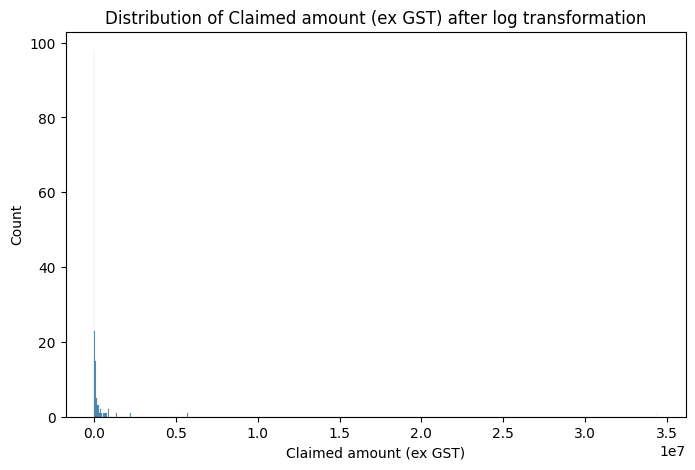 Distribution of Claimed amount (ex GST) after log transformation
100
80
60
40
20
0
Count
0.0 0.5 1.0 1.5 2.0 2.5 3.0 3.5
1e7
Claimed amount (ex GST)